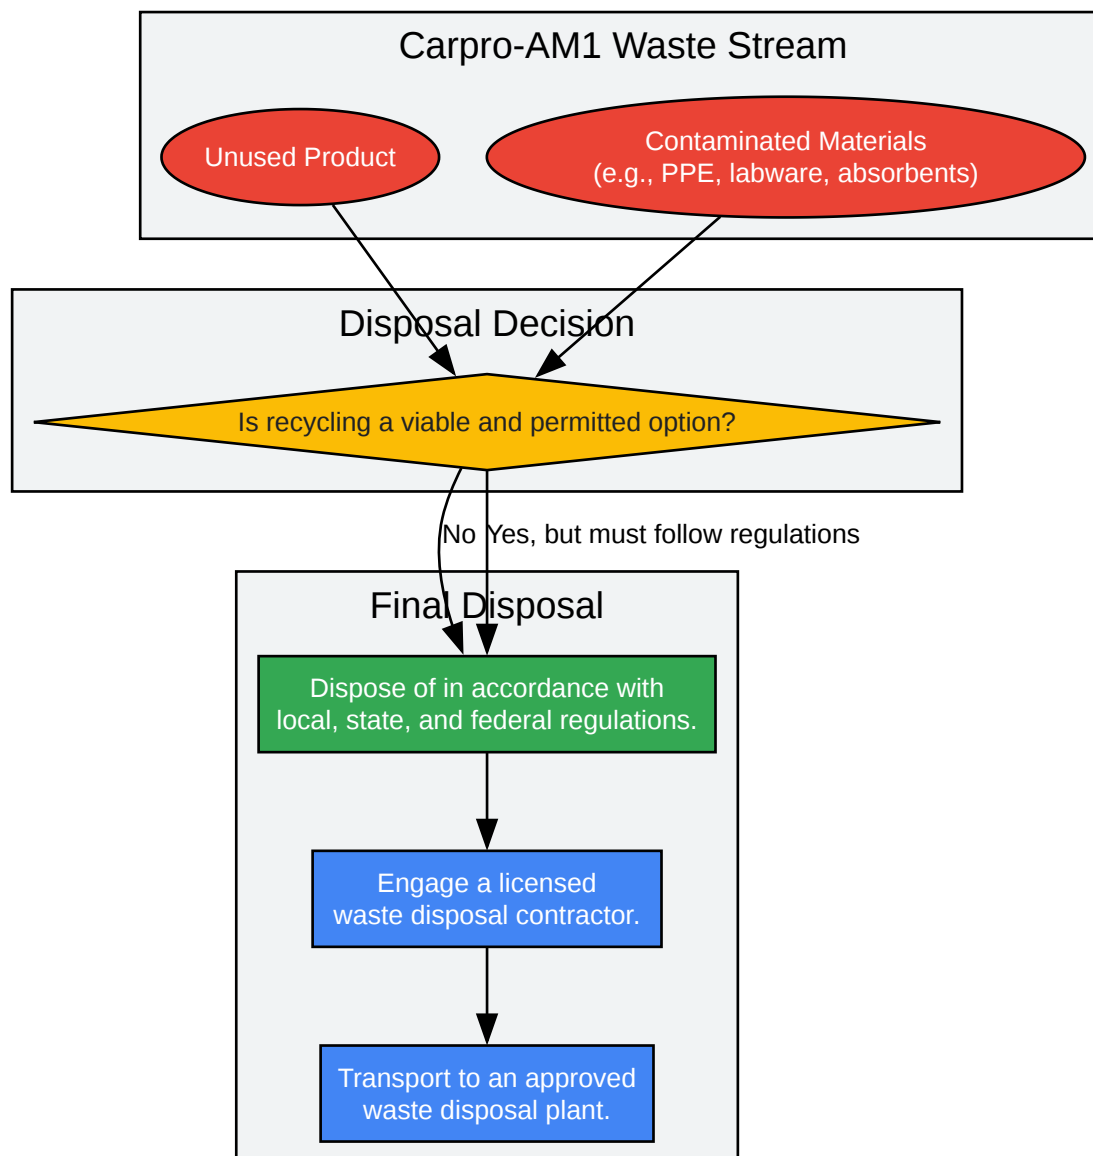 Carpro-AM1 Waste Stream
Unused Product
Contaminated Materials
(e.g., PPE, labware, absorbents)
Disposal Decision
Is recycling a viable and permitted option?
No
Yes, but must follow regulations
Final Disposal
Dispose of in accordance with
local, state, and federal regulations.
Engage a licensed
waste disposal contractor.
Transport to an approved
waste disposal plant.